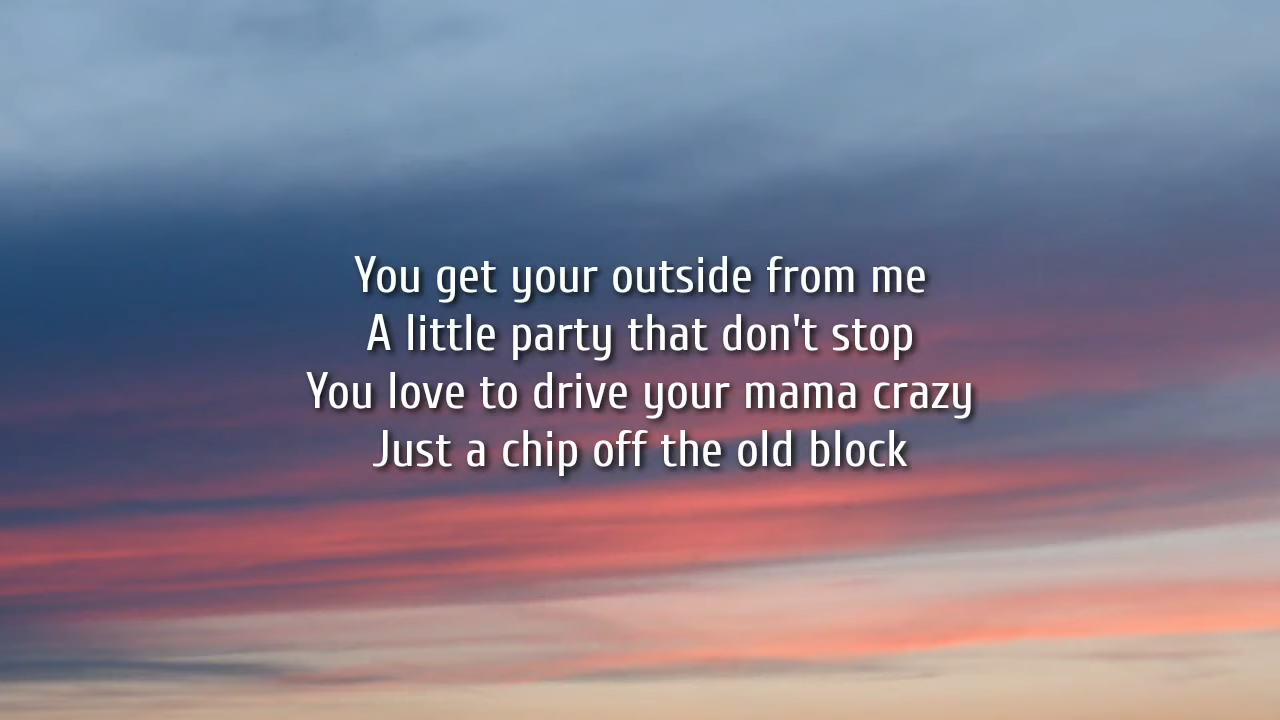 You get your outside from me
A little party that don't stop
You love to drive your mama crazy
Just a chip off the old block